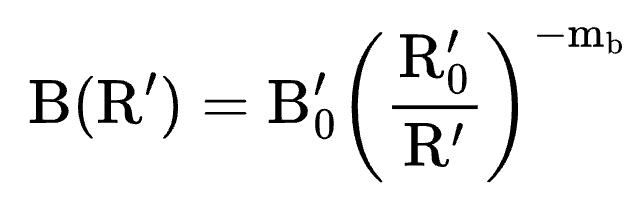 B(R′) = B′₀(R′₀/R′)^(−m_b)